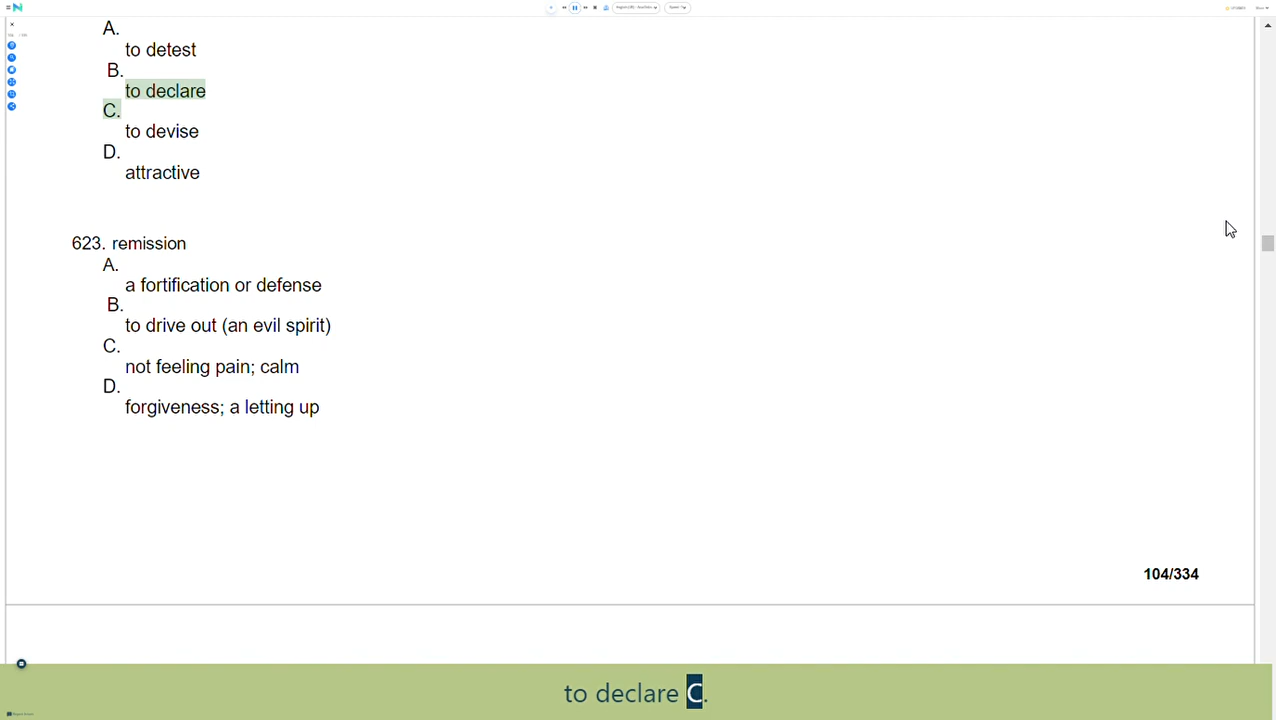 A.
to detest
B.
to declare
C.
to devise
D.
attractive
623. remission
A.
a fortification or defense
B.
to drive out (an evil spirit)
C.
not feeling pain; calm
D.
forgiveness; a letting up
104/334
to declare C.